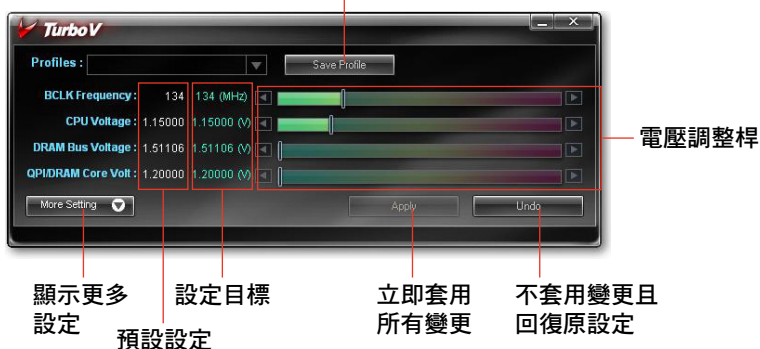 TurboV
Profiles :
Save Profile
BCLK Frequency : 134 134 (MHz)
CPU Voltage : 1.15000 1.15000 (V)
DRAM Bus Voltage : 1.51106 1.51106 (V)
QPI/DRAM Core Volt : 1.20000 1.20000 (V)
電壓調整桿
More Setting
Apply
Undo
顯示更多
設定
預設設定
設定目標
立即套用
所有變更
不套用變更且
回復原設定